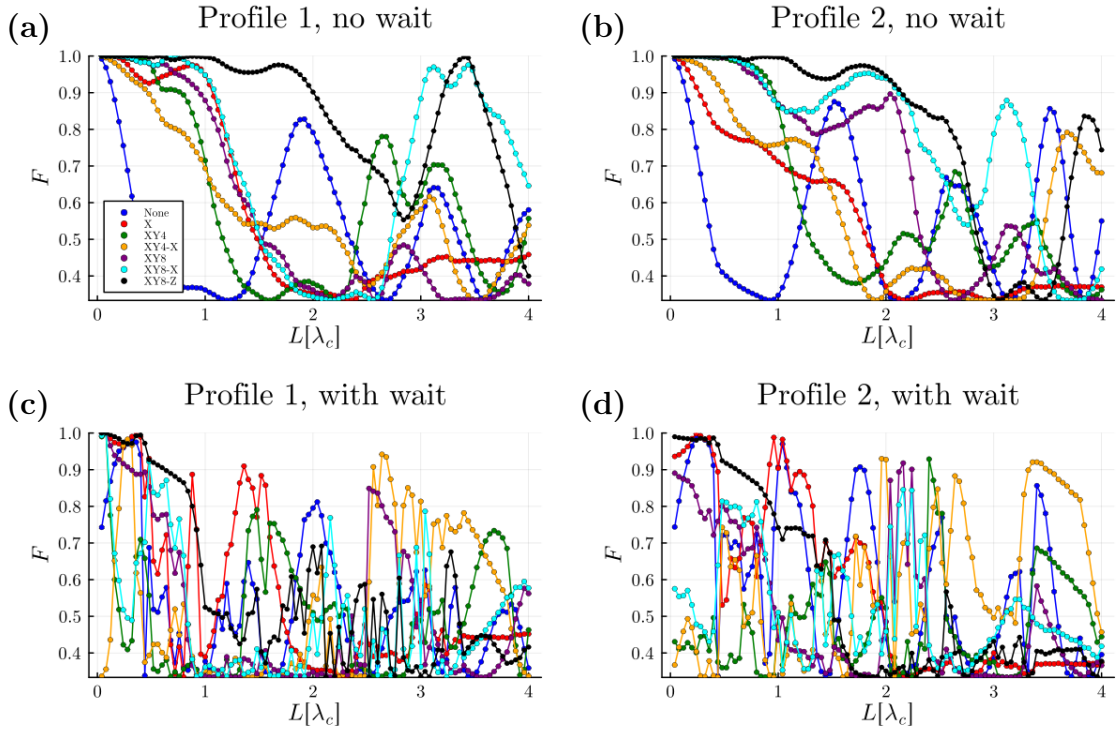 (a) Profile 1, no wait
1.0
0.9
0.8
0.7
0.6
0.5
0.4
F
None
X
XY4
XY4-X
XY8
XY8-X
XY8-Z
0 1 2 3 4
L[λc]
(b) Profile 2, no wait
1.0
0.9
0.8
0.7
0.6
0.5
0.4
F
0 1 2 3 4
L[λc]
(c) Profile 1, with wait
1.0
0.9
0.8
0.7
0.6
0.5
0.4
F
0 1 2 3 4
L[λc]
(d) Profile 2, with wait
1.0
0.9
0.8
0.7
0.6
0.5
0.4
F
0 1 2 3 4
L[λc]